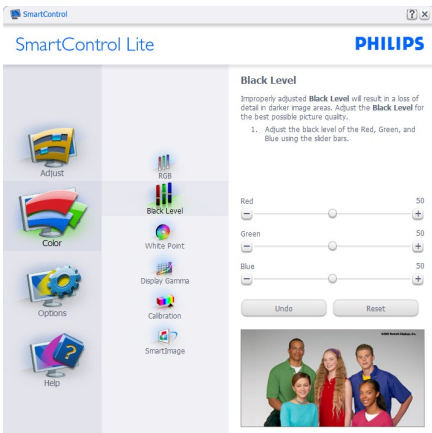 SmartControl
SmartControl Lite
PHILIPS
Adjust
Color
Options
Help
RGB
Black Level
White Point
Display Gamma
Calibration
SmartImage
Black Level
Improperly adjusted Black Level will result in a loss of
detail in darker image areas. Adjust the Black Level for
the best possible picture quality.
1. Adjust the black level of the Red, Green, and
Blue using the slider bars.
Red 50
Green 50
Blue 50
Undo Reset